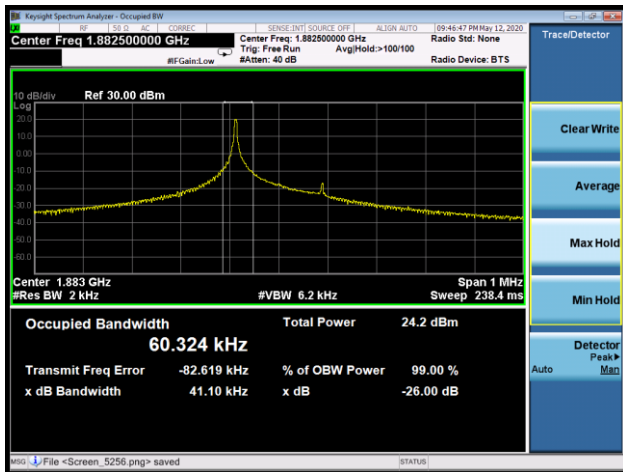 Keysight Spectrum Analyzer - Occupied BW
RF 50 Ω AC CORREC SENSE:INT SOURCE OFF ALIGN AUTO 09:46:47 PM May 12, 2020
Center Freq 1.882500000 GHz Center Freq: 1.882500000 GHz Radio Std: None
Trig: Free Run Avg|Hold:>100/100
#IFGain:Low #Atten: 40 dB Radio Device: BTS
Trace/Detector
10 dB/div Ref 30.00 dBm
Log
20.0
10.0
0.00
-10.0
-20.0
-30.0
-40.0
-50.0
-60.0
Center 1.883 GHz Span 1 MHz
#Res BW 2 kHz #VBW 6.2 kHz Sweep 238.4 ms
Occupied Bandwidth Total Power 24.2 dBm
60.324 kHz
Transmit Freq Error -82.619 kHz % of OBW Power 99.00 %
x dB Bandwidth 41.10 kHz x dB -26.00 dB
Clear Write
Average
Max Hold
Min Hold
Detector
Peak▶
Auto Man
MSG File <Screen_5256.png> saved STATUS